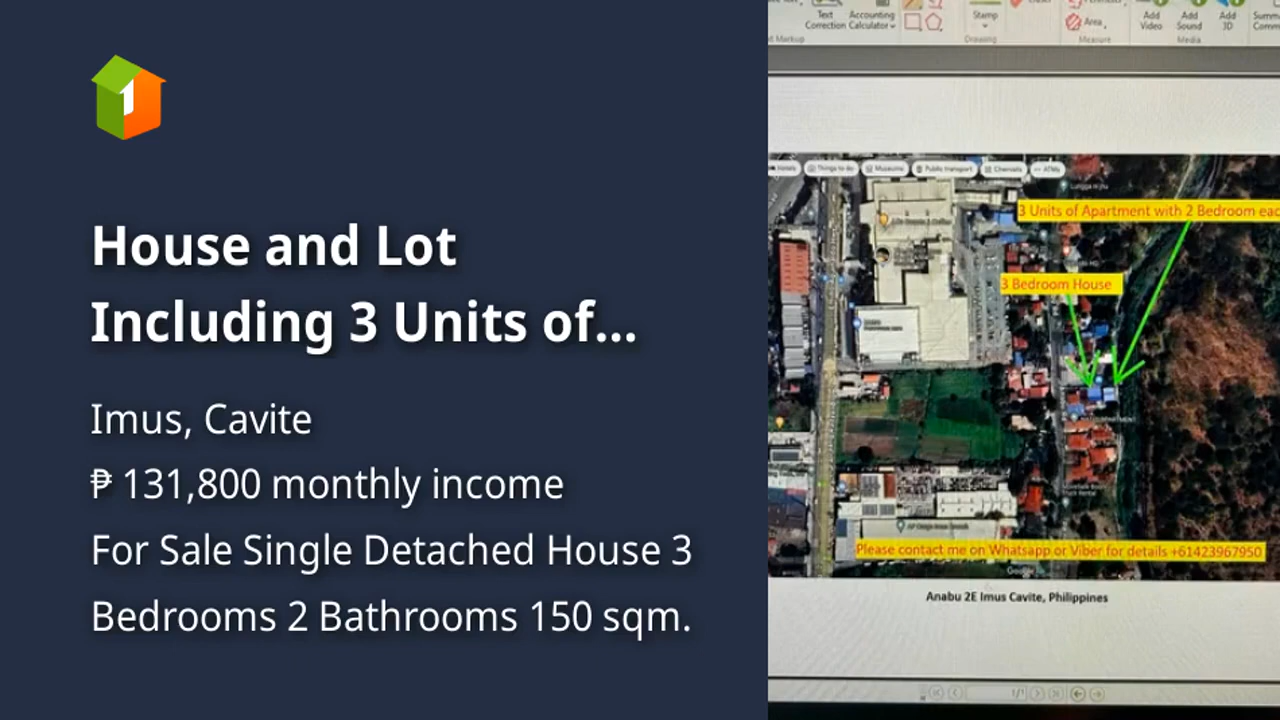 House and Lot
Including 3 Units of...
Imus, Cavite
₱ 131,800 monthly income
For Sale Single Detached House 3
Bedrooms 2 Bathrooms 150 sqm.
Text Correction
Accounting Calculator
Stamp
Area
Add Video
Add Sound
Add 3D
Drawing
Measure
Media
Hotels
Things to do
Museums
Public transport
Chemists
ATMs
3 Units of Apartment with 2 Bedroom eac
3 Bedroom House
Please contact me on Whatsapp or Viber for details +61423967950
Anabu 2E Imus Cavite, Philippines
1/1